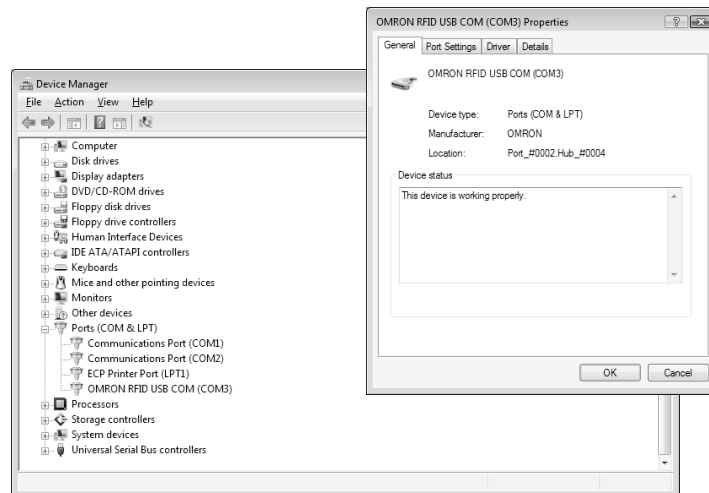 OMRON RFID USB COM (COM3) Properties
General Port Settings Driver Details
OMRON RFID USB COM (COM3)
Device type: Ports (COM & LPT)
Manufacturer: OMRON
Location: Port_#0002.Hub_#0004
Device status
This device is working properly.
OK Cancel
Device Manager
File Action View Help
Computer
Disk drives
Display adapters
DVD/CD-ROM drives
Floppy disk drives
Floppy drive controllers
Human Interface Devices
IDE ATA/ATAPI controllers
Keyboards
Mice and other pointing devices
Monitors
Other devices
Ports (COM & LPT)
Communications Port (COM1)
Communications Port (COM2)
ECP Printer Port (LPT1)
OMRON RFID USB COM (COM3)
Processors
Storage controllers
System devices
Universal Serial Bus controllers